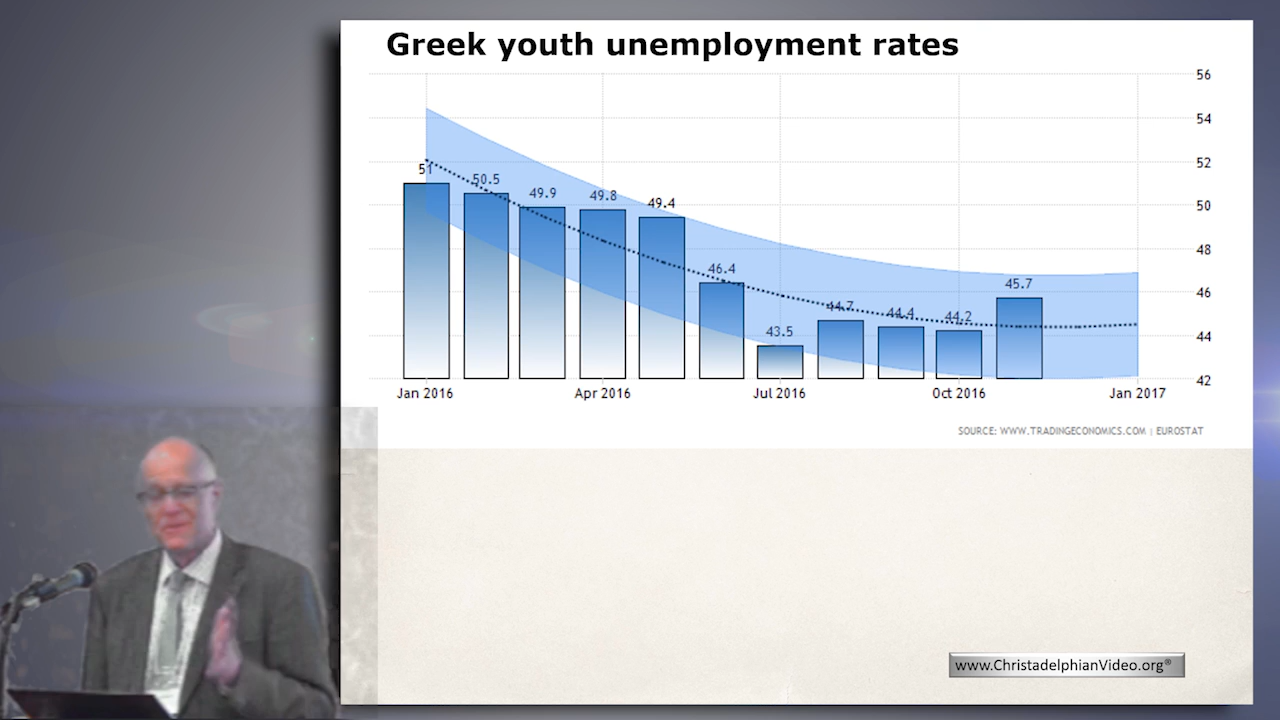 Greek youth unemployment rates
56
54
52
50
48
46
44
42
51
50.5
49.9
49.8
49.4
46.4
43.5
44.7
44.4
44.2
45.7
Jan 2016
Apr 2016
Jul 2016
Oct 2016
Jan 2017
SOURCE: WWW.TRADINGECONOMICS.COM | EUROSTAT
www.ChristadelphianVideo.org®